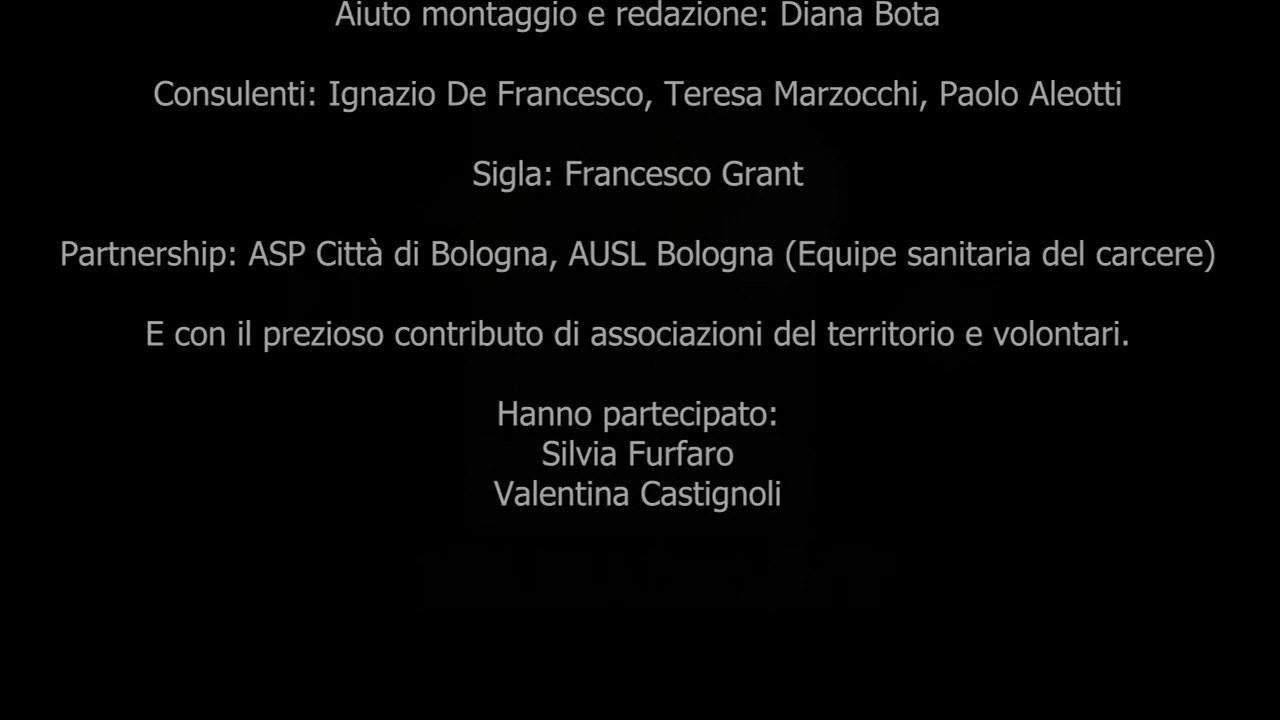 Aiuto montaggio e redazione: Diana Bota
Consulenti: Ignazio De Francesco, Teresa Marzocchi, Paolo Aleotti
Sigla: Francesco Grant
Partnership: ASP Città di Bologna, AUSL Bologna (Equipe sanitaria del carcere)
E con il prezioso contributo di associazioni del territorio e volontari.
Hanno partecipato:
Silvia Furfaro
Valentina Castignoli